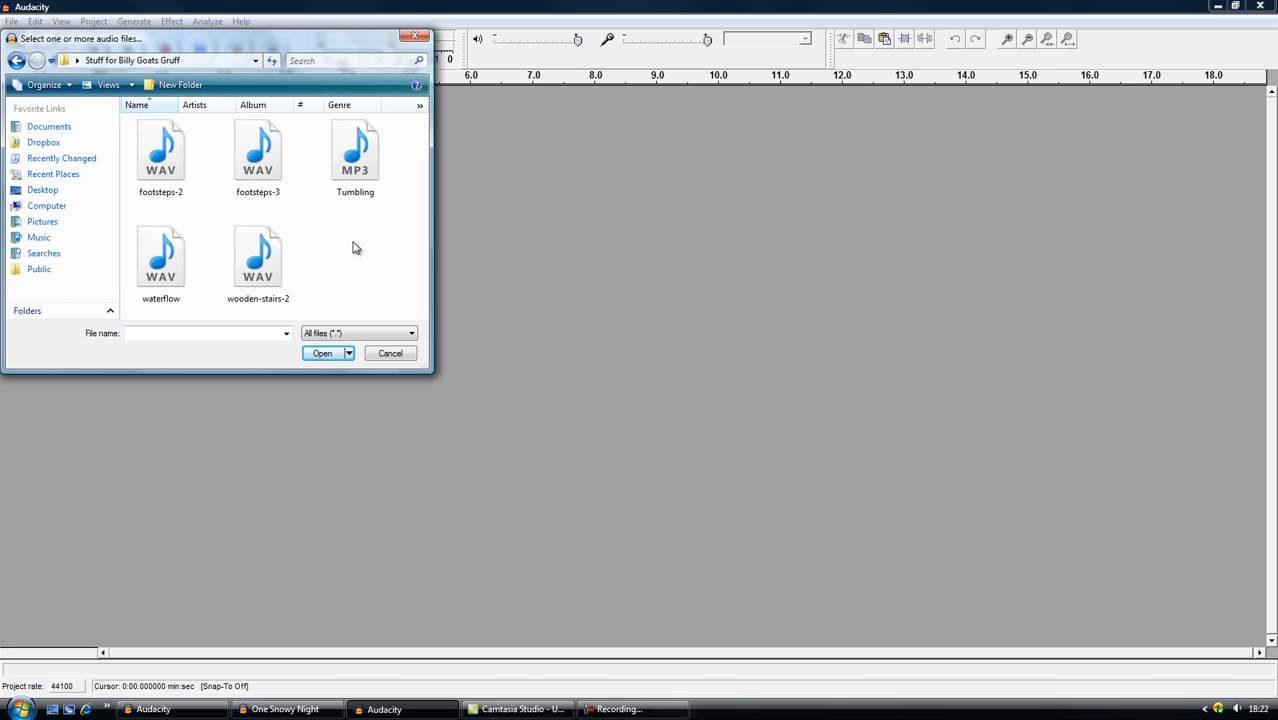 Audacity
File Edit View Project Generate Effect Analyze Help
Select one or more audio files...
Stuff for Billy Goats Gruff
Search
Organize Views New Folder
Favorite Links
Documents
Dropbox
Recently Changed
Recent Places
Desktop
Computer
Pictures
Music
Searches
Public
Folders
Name Artists Album # Genre »
WAV WAV MP3
footsteps-2 footsteps-3 Tumbling
WAV WAV
waterflow wooden-stairs-2
File name: All files (*.*)
Open Cancel
0
6.0 7.0 8.0 9.0 10.0 11.0 12.0 13.0 14.0 15.0 16.0 17.0 18.0
Project rate: 44100 Cursor: 0:00.000000 min:sec [Snap-To Off]
Audacity One Snowy Night Audacity Camtasia Studio - U... Recording... 18:22